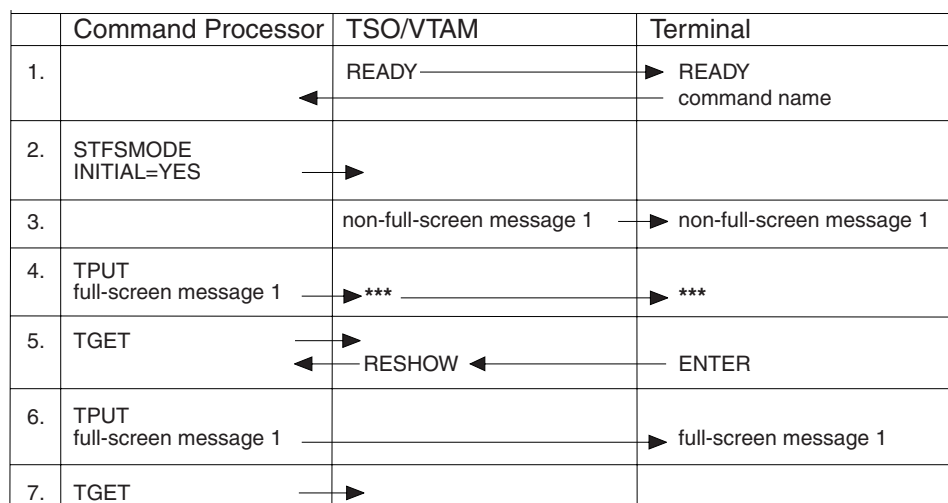 Command Processor TSO/VTAM Terminal
1. READY READY
command name
2. STFSMODE
INITIAL=YES
3. non-full-screen message 1 non-full-screen message 1
4. TPUT
full-screen message 1 *** ***
5. TGET
RESHOW ENTER
6. TPUT
full-screen message 1 full-screen message 1
7. TGET